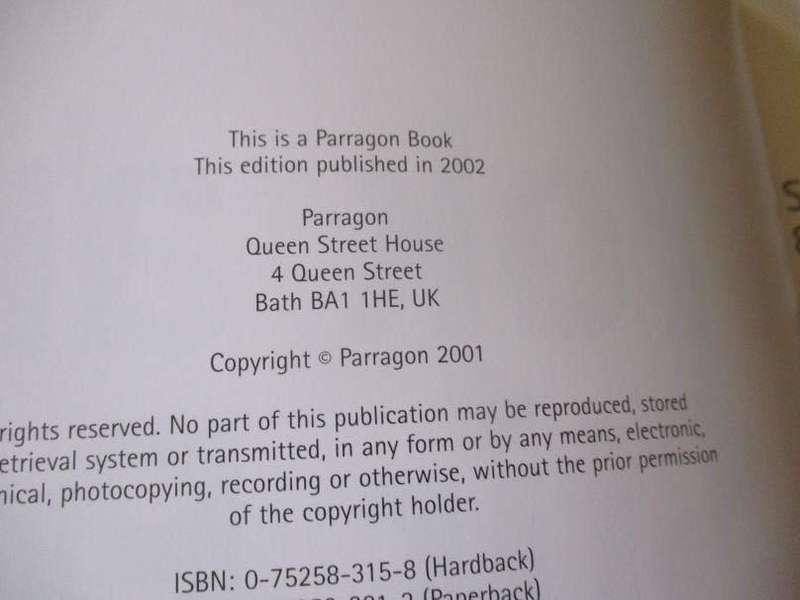 This is a Parragon Book
This edition published in 2002
Parragon
Queen Street House
4 Queen Street
Bath BA1 1HE, UK
Copyright © Parragon 2001
rights reserved. No part of this publication may be reproduced, stored
etrieval system or transmitted, in any form or by any means, electronic,
nical, photocopying, recording or otherwise, without the prior permission
of the copyright holder.
ISBN: 0-75258-315-8 (Hardback)
(Paperback)